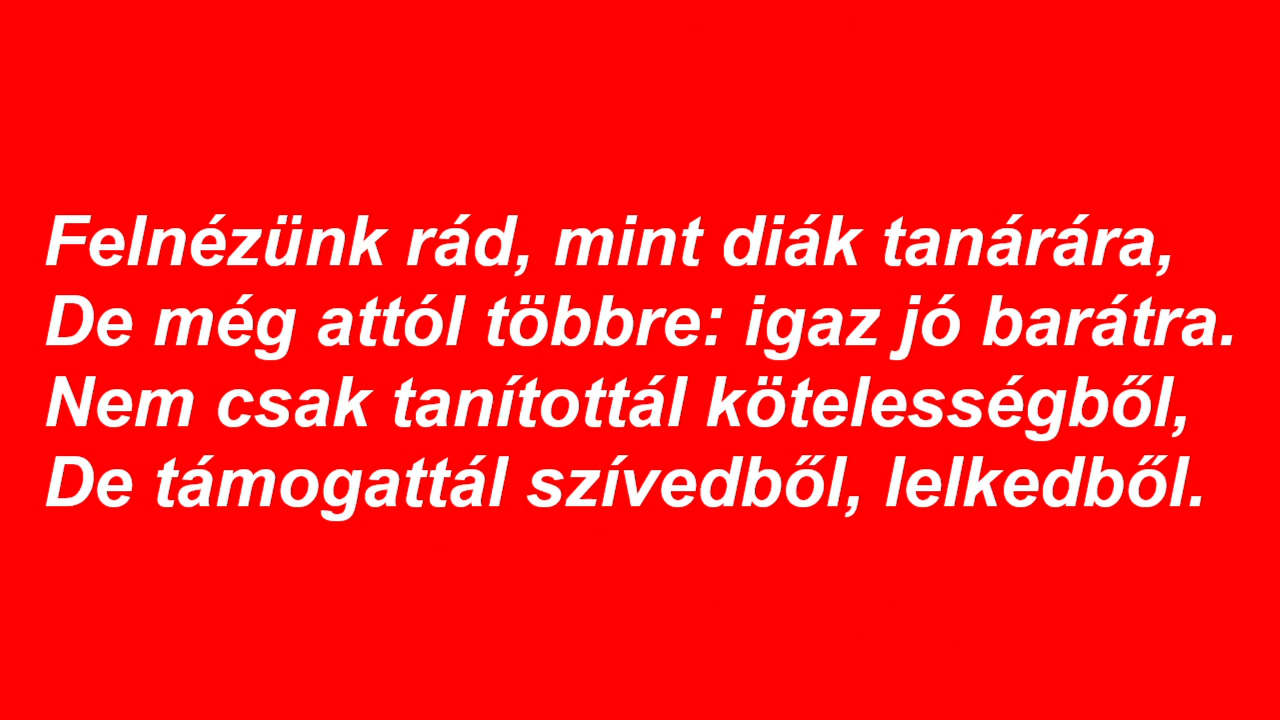 Felnézünk rád, mint diák tanárára,
De még attól többre: igaz jó barátra.
Nem csak tanítottál kötelességből,
De támogattál szívedből, lelkedből.